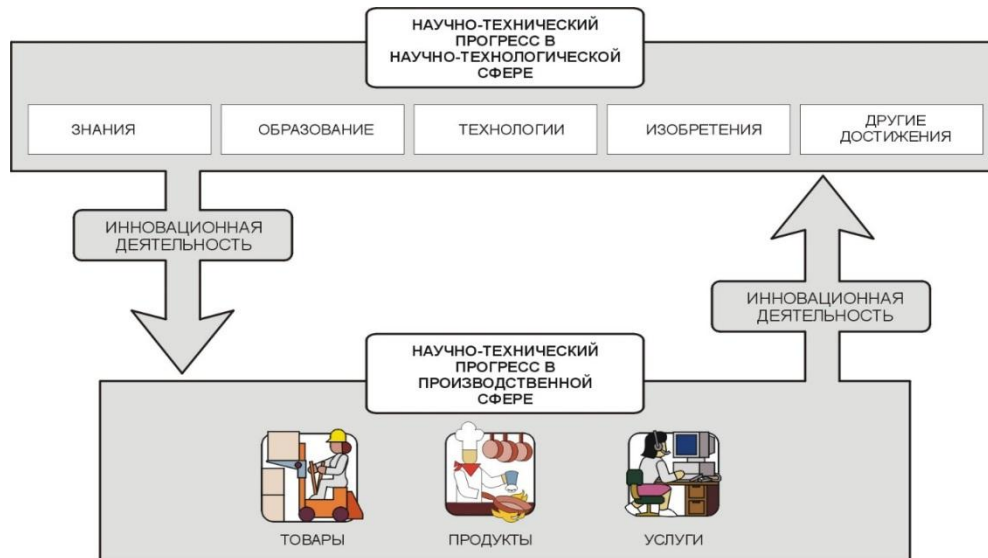 НАУЧНО-ТЕХНИЧЕСКИЙ
ПРОГРЕСС В
НАУЧНО-ТЕХНОЛОГИЧЕСКОЙ
СФЕРЕ
ЗНАНИЯ
ОБРАЗОВАНИЕ
ТЕХНОЛОГИИ
ИЗОБРЕТЕНИЯ
ДРУГИЕ
ДОСТИЖЕНИЯ
ИННОВАЦИОННАЯ
ДЕЯТЕЛЬНОСТЬ
ИННОВАЦИОННАЯ
ДЕЯТЕЛЬНОСТЬ
НАУЧНО-ТЕХНИЧЕСКИЙ
ПРОГРЕСС В
ПРОИЗВОДСТВЕННОЙ
СФЕРЕ
ТОВАРЫ
ПРОДУКТЫ
УСЛУГИ